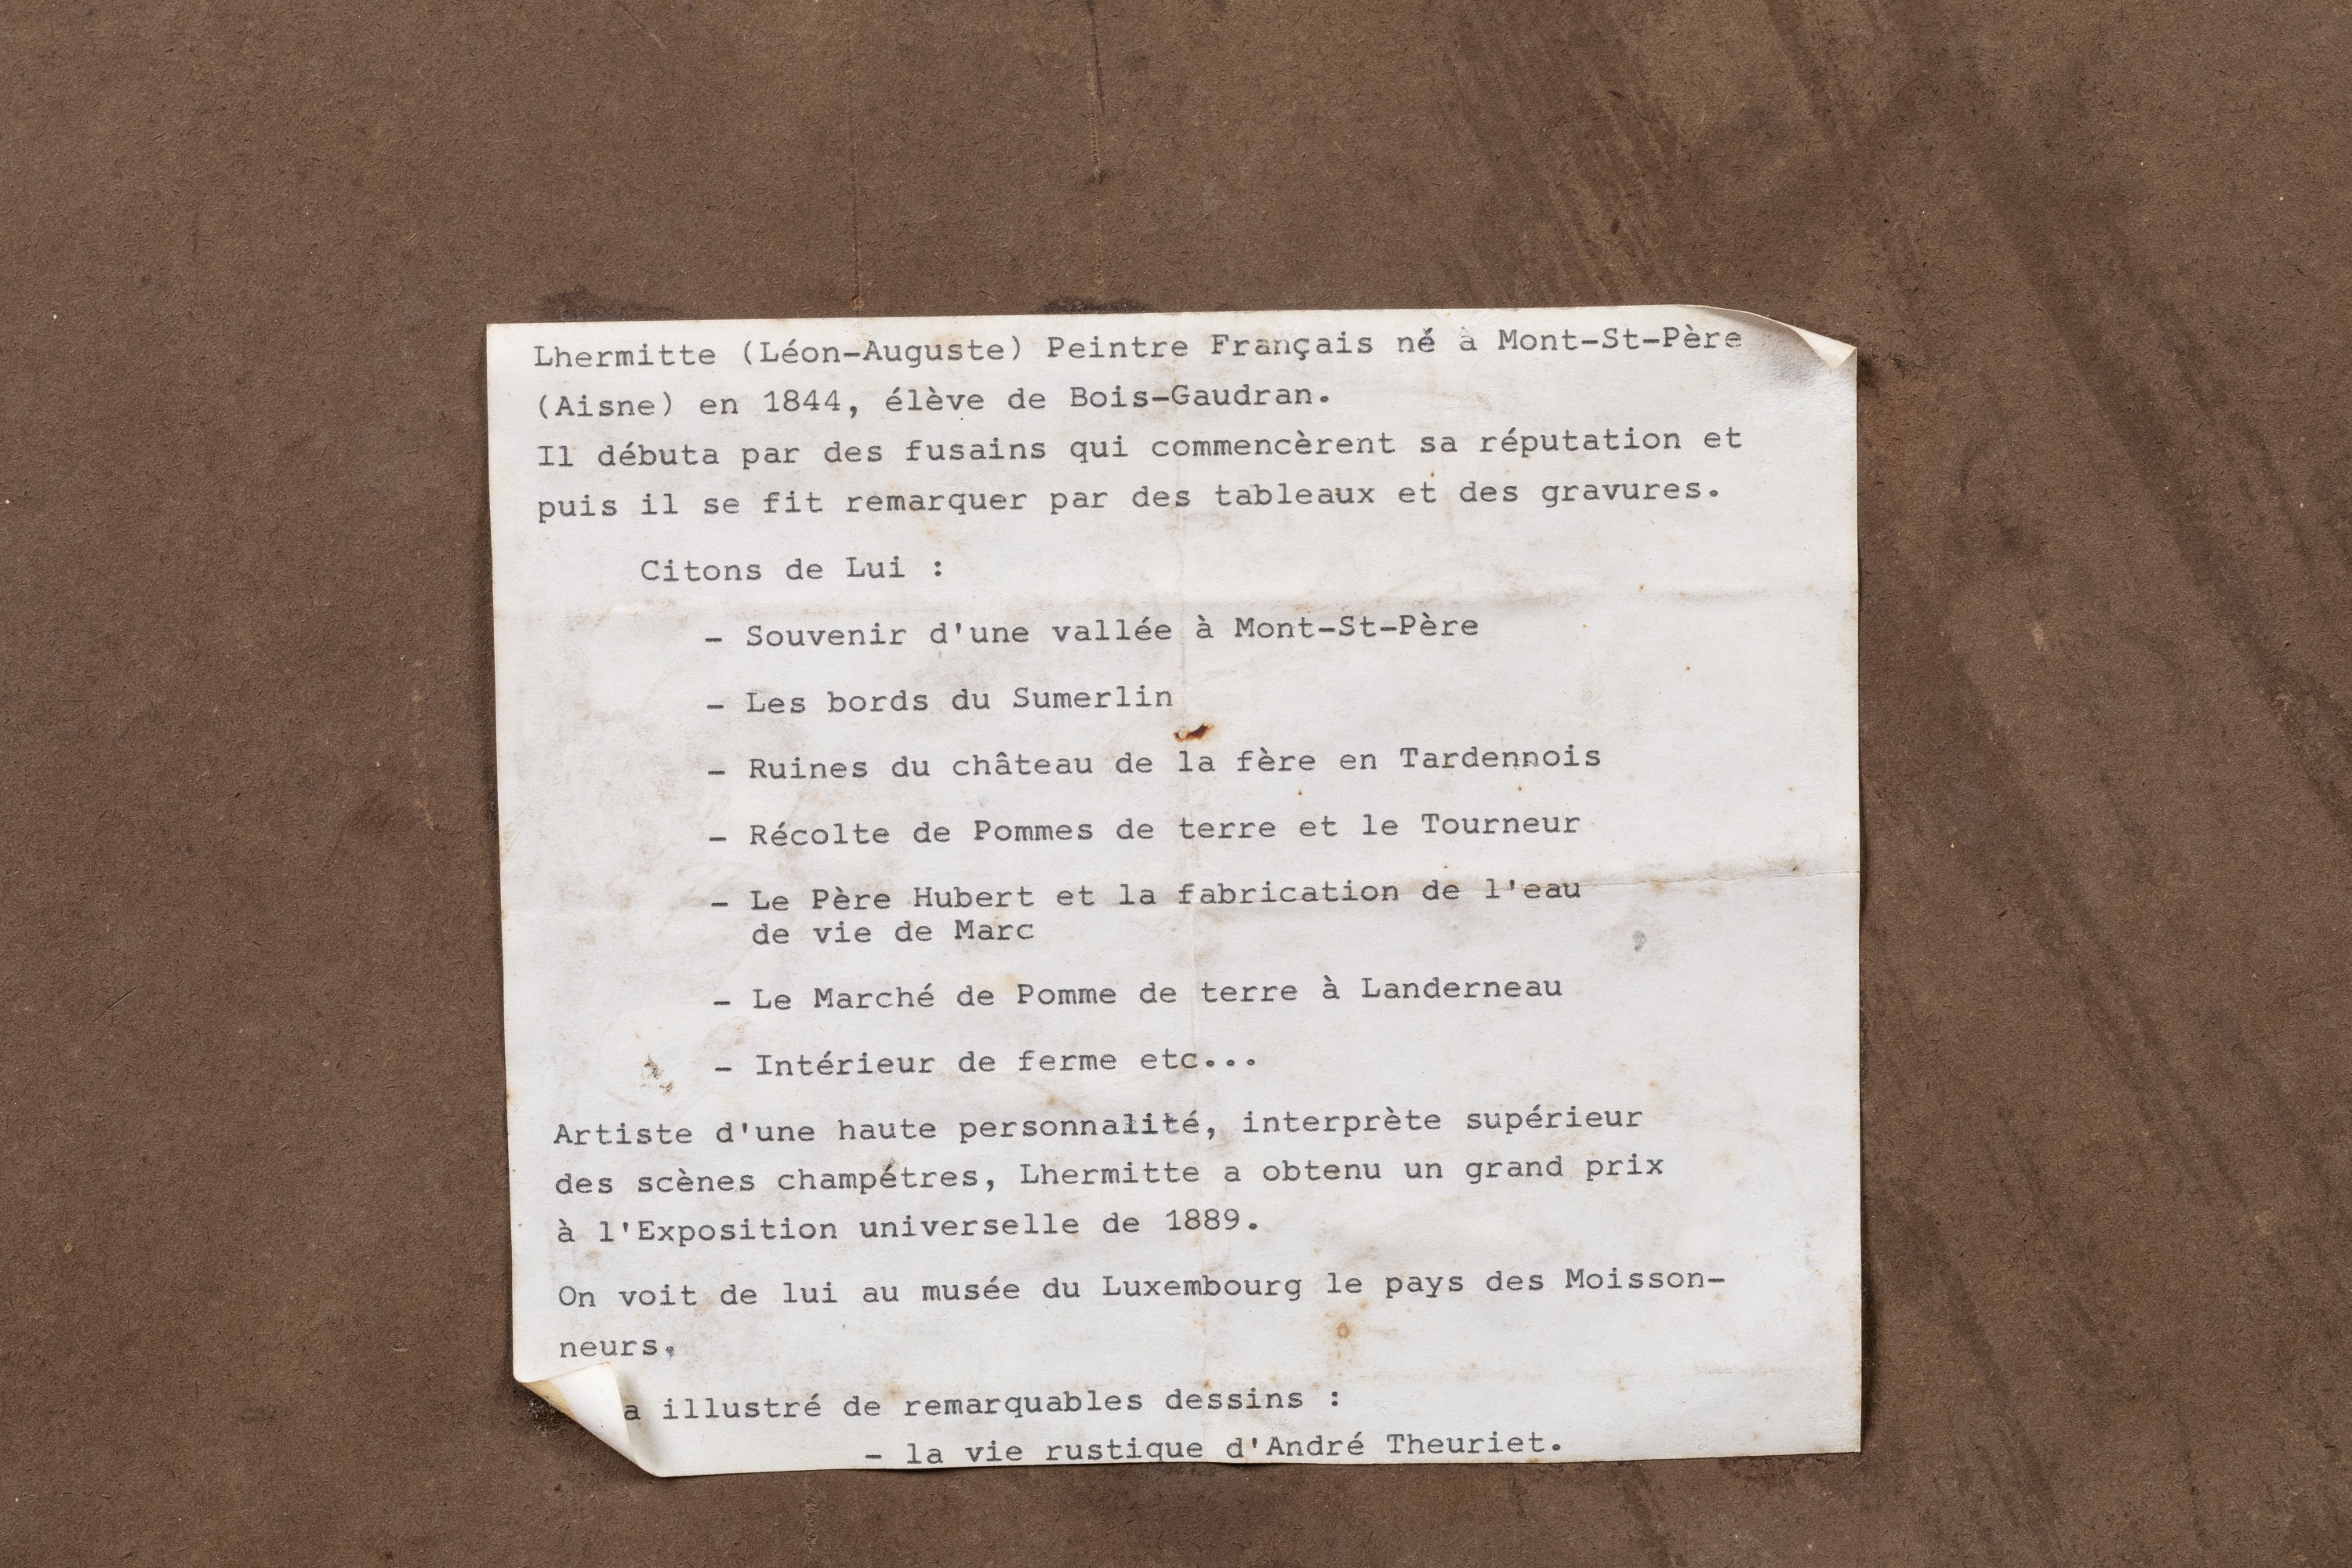 Lhermitte (Léon-Auguste) Peintre Français né à Mont-St-Père
(Aisne) en 1844, élève de Bois-Gaudran.
Il débuta par des fusains qui commencèrent sa réputation et
puis il se fit remarquer par des tableaux et des gravures.
Citons de Lui :
- Souvenir d'une vallée à Mont-St-Père
- Les bords du Sumerlin
- Ruines du château de la fère en Tardennois
- Récolte de Pommes de terre et le Tourneur
- Le Père Hubert et la fabrication de l'eau
de vie de Marc
- Le Marché de Pomme de terre à Landerneau
- Intérieur de ferme etc...
Artiste d'une haute personnalité, interprète supérieur
des scènes champétres, Lhermitte a obtenu un grand prix
à l'Exposition universelle de 1889.
On voit de lui au musée du Luxembourg le pays des Moisson-
neurs.
a illustré de remarquables dessins :
- la vie rustique d'André Theuriet.